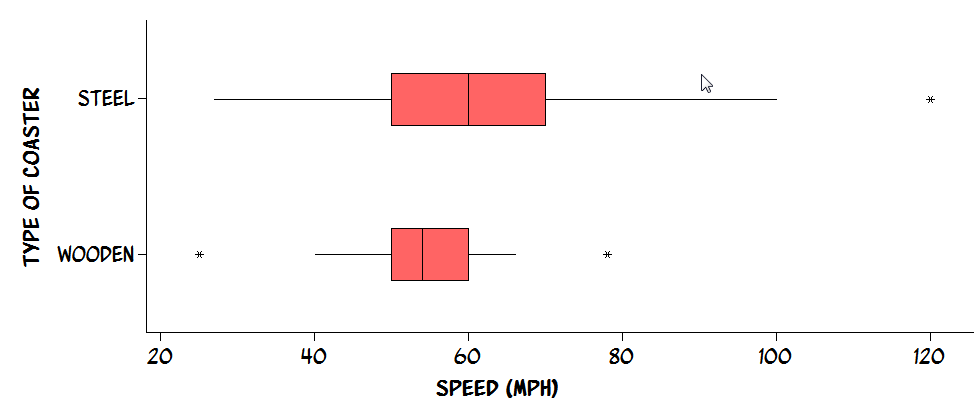 TYPE OF COASTER
STEEL
WOODEN
20 40 60 80 100 120
SPEED (MPH)